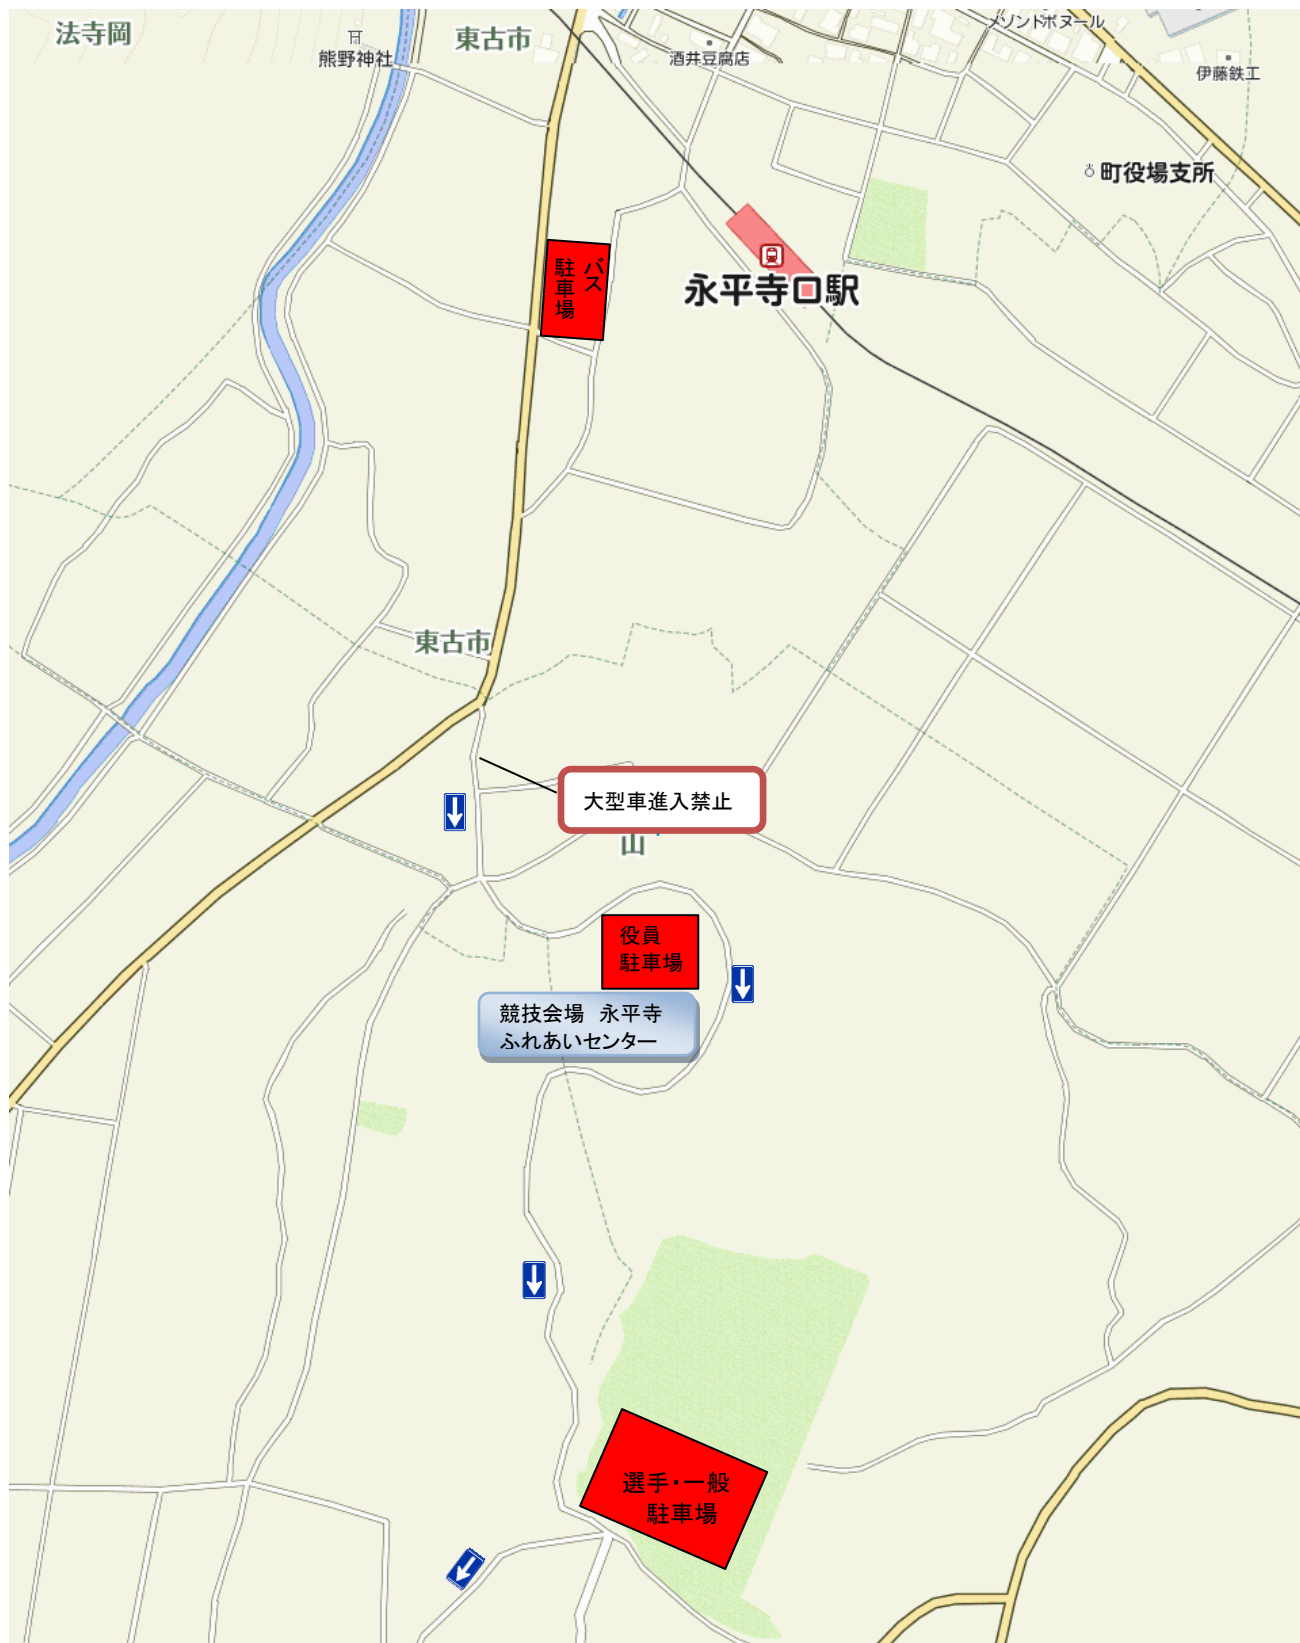 法寺岡
東古市
熊野神社
酒井豆腐店
メゾンドボヌール
伊藤鉄工
町役場支所
バス
駐車場
永平寺口駅
東古市
大型車進入禁止
山
役員
駐車場
競技会場　永平寺
ふれあいセンター
選手・一般
駐車場